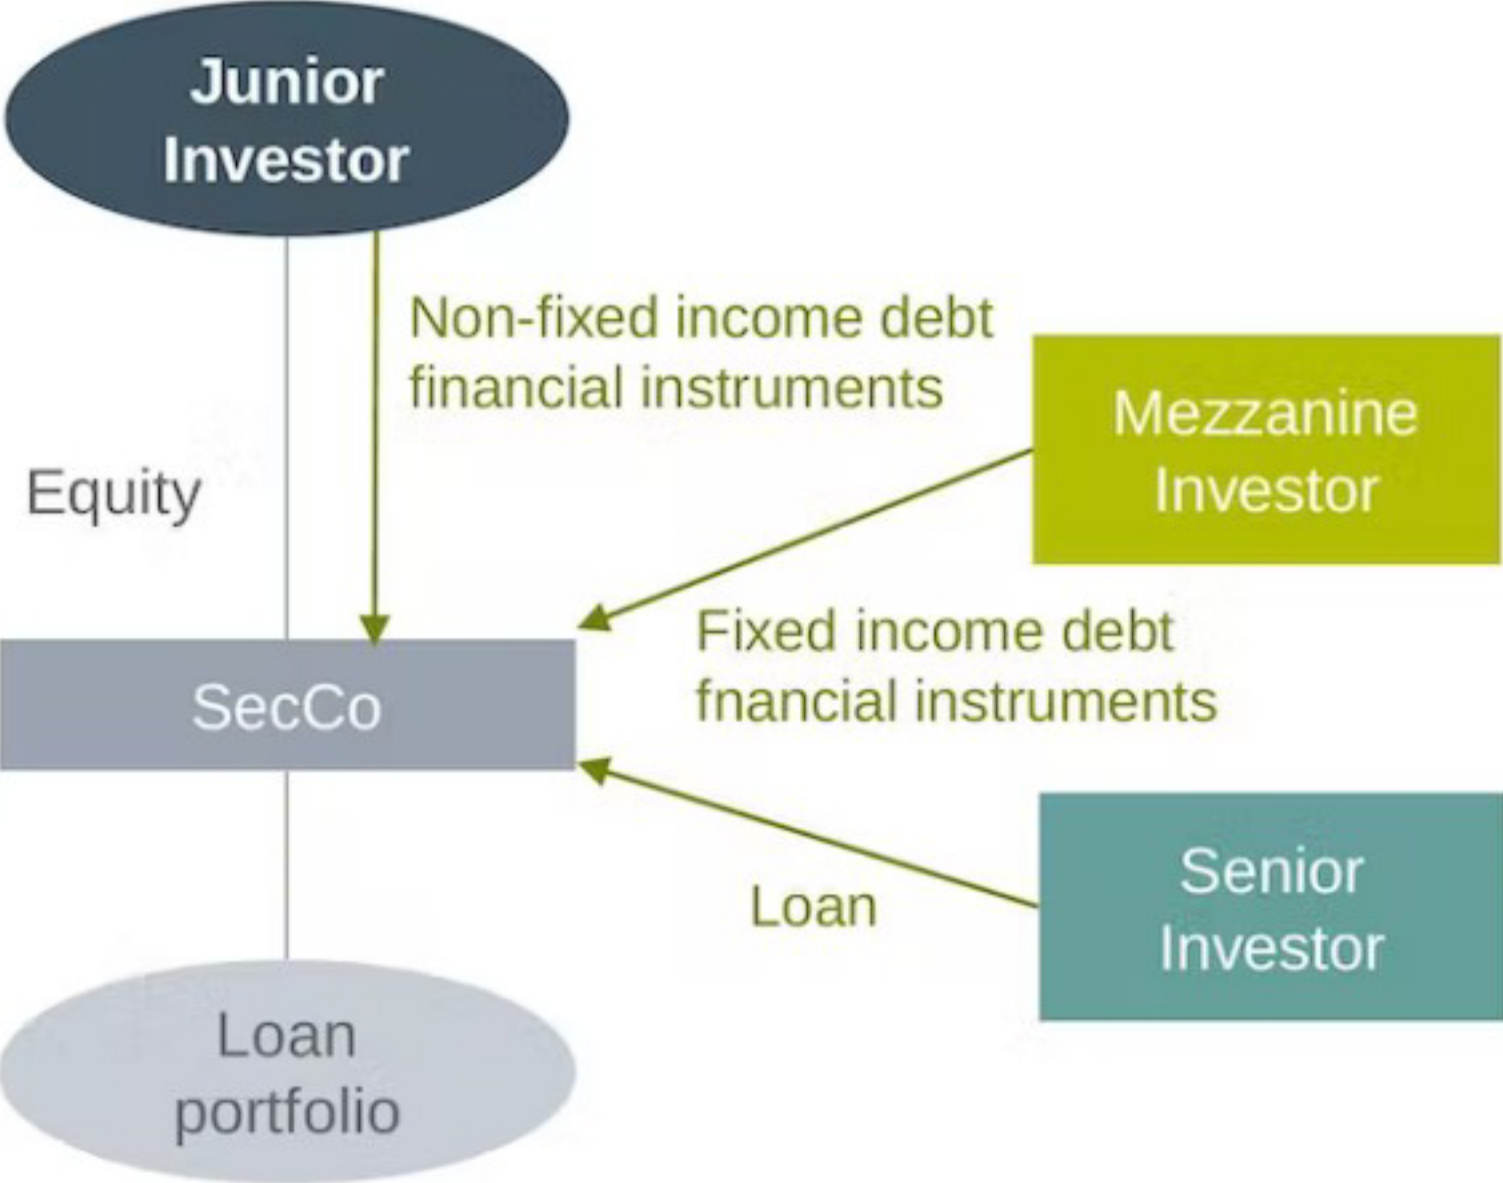 Junior
Investor
Non-fixed income debt
financial instruments
Mezzanine
Investor
Equity
Fixed income debt
fnancial instruments
SecCo
Senior
Investor
Loan
Loan
portfolio